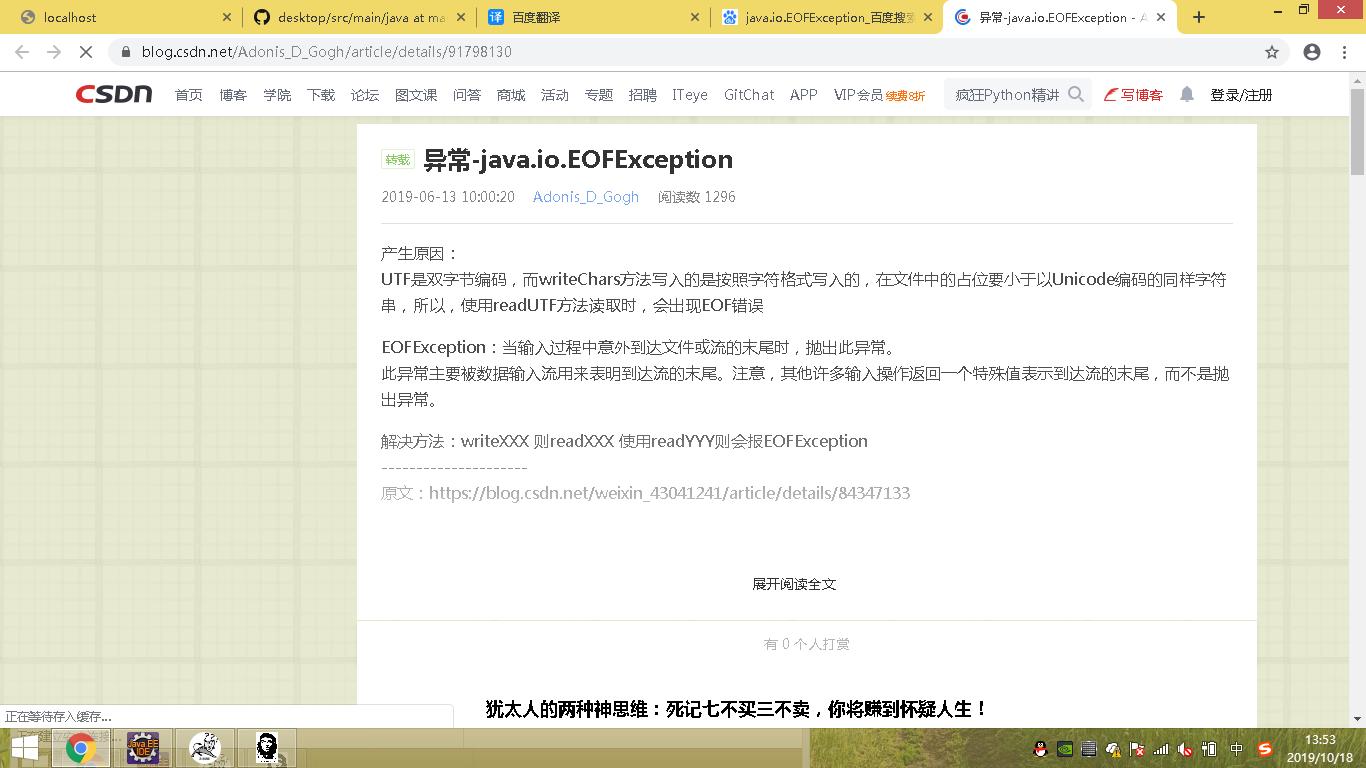 localhost
desktop/src/main/java at ma
百度翻译
java.io.EOFException_百度搜索
异常-java.io.EOFException - A
blog.csdn.net/Adonis_D_Gogh/article/details/91798130
CSDN 首页 博客 学院 下载 论坛 图文课 问答 商城 活动 专题 招聘 ITeye GitChat APP VIP会员 续费8折 疯狂Python精讲 写博客 登录/注册
转载 异常-java.io.EOFException
2019-06-13 10:00:20 Adonis_D_Gogh 阅读数 1296
产生原因：
UTF是双字节编码，而writeChars方法写入的是按照字符格式写入的，在文件中的占位要小于以Unicode编码的同样字符
串，所以，使用readUTF方法读取时，会出现EOF错误
EOFException：当输入过程中意外到达文件或流的末尾时，抛出此异常。
此异常主要被数据输入流用来表明到达流的末尾。注意，其他许多输入操作返回一个特殊值表示到达流的末尾，而不是抛
出异常。
解决方法：writeXXX 则readXXX 使用readYYY则会报EOFException
---------------------
原文：https://blog.csdn.net/weixin_43041241/article/details/84347133
展开阅读全文
有 0 个人打赏
犹太人的两种神思维：死记七不买三不卖，你将赚到怀疑人生！
正在等待存入缓存...
Java EE
IDE
中
13:53
2019/10/18